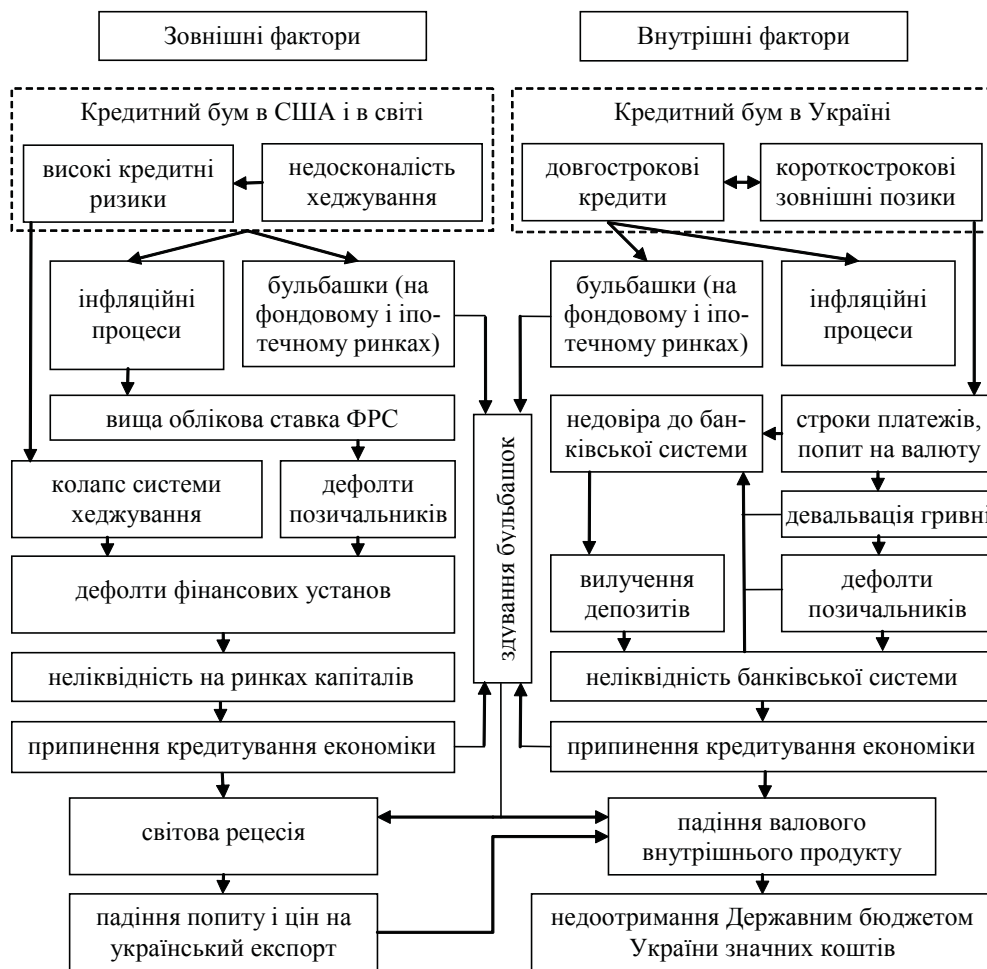 Зовнішні фактори
Внутрішні фактори
Кредитний бум в США і в світі
високі кредитні
ризики
недосконалість
хеджування
Кредитний бум в Україні
довгострокові
кредити
короткострокові
зовнішні позики
інфляційні
процеси
бульбашки (на
фондовому і іпо-
течному ринках)
бульбашки (на
фондовому і іпо-
течному ринках)
інфляційні
процеси
вища облікова ставка ФРС
колапс системи
хеджування
дефолти
позичальників
дефолти фінансових установ
неліквідність на ринках капіталів
припинення кредитування економіки
здування бульбашок
недовіра до бан-
ківської системи
строки платежів,
попит на валюту
девальвація гривні
вилучення
депозитів
дефолти
позичальників
неліквідність банківської системи
припинення кредитування економіки
світова рецесія
падіння валового
внутрішнього продукту
падіння попиту і цін на
український експорт
недоотримання Державним бюджетом
України значних коштів